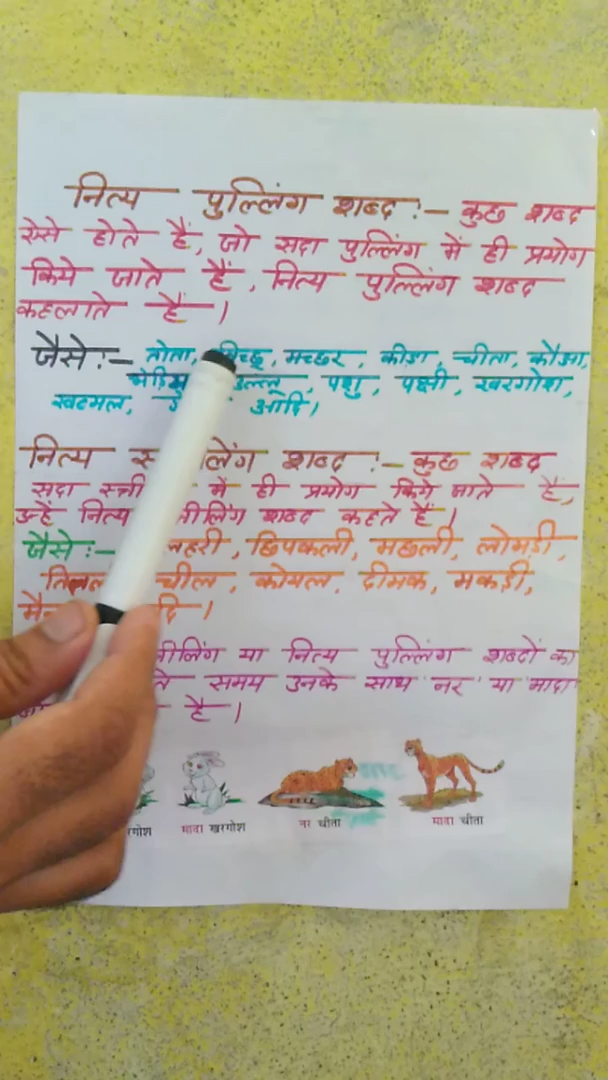 नित्य पुल्लिंग शब्द :- कुछ शब्द
ऐसे होते हैं, जो सदा पुल्लिंग में ही प्रयोग
किये जाते हैं, नित्य पुल्लिंग शब्द
कहलाते हैं ।
जैसे :- तोता, मच्छर, कीड़ा, चीता, कौआ,
उल्लू, पशु, पक्षी, खरगोश,
खटमल, आदि।
नित्य लिंग शब्द :- कुछ शब्द
सदा में ही प्रयोग किये जाते हैं,
उन्हें नित्य शब्द कहते हैं ।
जैसे :- छिपकली, मछली, लोमड़ी,
चील, कोयल, दीमक, मकड़ी,
या नित्य पुल्लिंग शब्दों का
समय उनके साथ 'नर' या 'मादा'
है ।
मादा खरगोश नर चीता मादा चीता